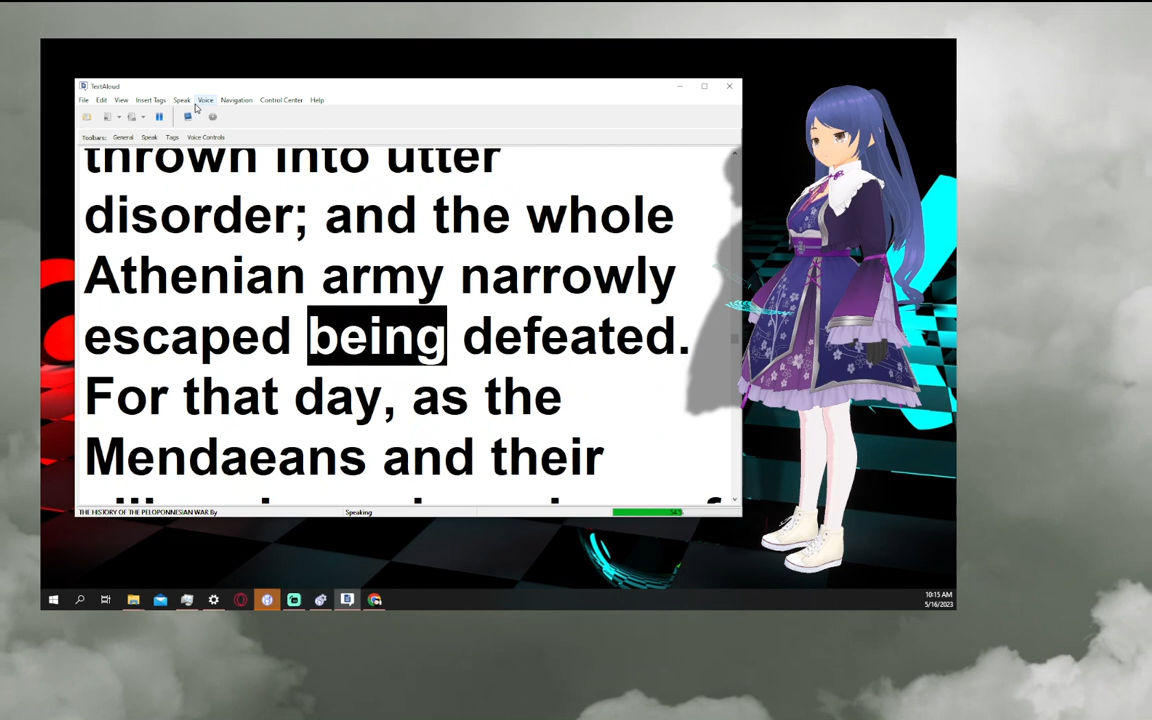 TextAloud
File Edit View Insert Tags Speak Voice Navigation Control Center Help
Toolbars: General Speak Tags Voice Controls
thrown into utter
disorder; and the whole
Athenian army narrowly
escaped being defeated.
For that day, as the
Mendaeans and their
THE HISTORY OF THE PELOPONNESIAN WAR By Speaking
10:15 AM
5/16/2023